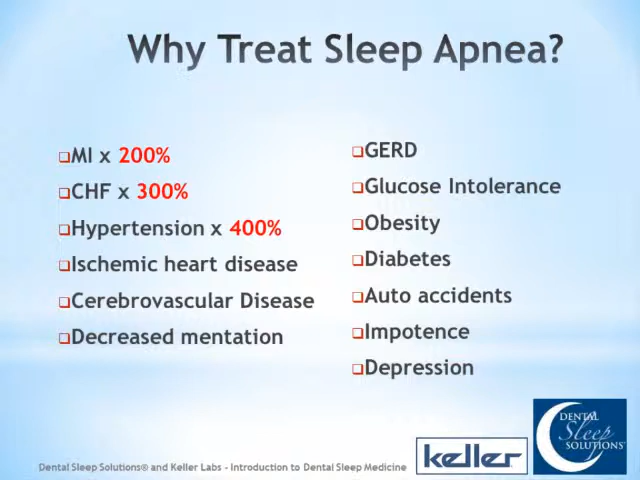 Why Treat Sleep Apnea?
MI x 200%
CHF x 300%
Hypertension x 400%
Ischemic heart disease
Cerebrovascular Disease
Decreased mentation
GERD
Glucose Intolerance
Obesity
Diabetes
Auto accidents
Impotence
Depression
Dental Sleep Solutions® and Keller Labs - Introduction to Dental Sleep Medicine
keller
DENTAL
Sleep
SOLUTIONS